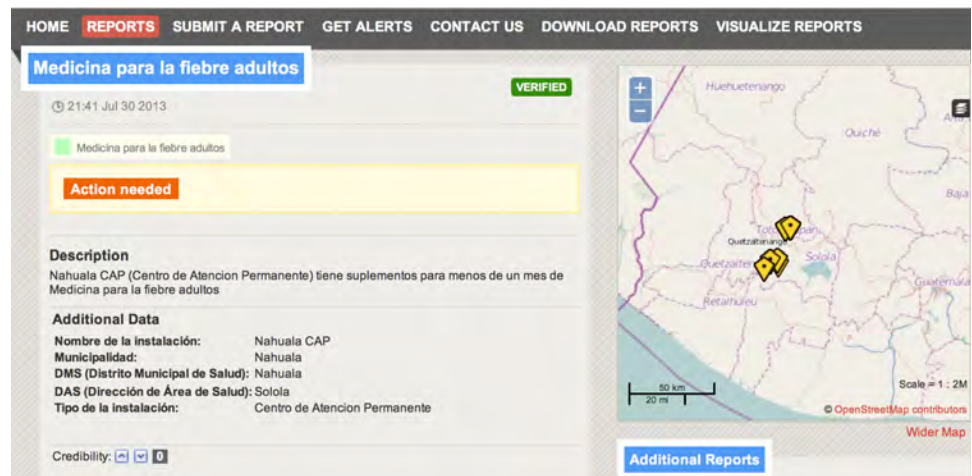 HOME REPORTS SUBMIT A REPORT GET ALERTS CONTACT US DOWNLOAD REPORTS VISUALIZE REPORTS
Medicina para la fiebre adultos
VERIFIED
21:41 Jul 30 2013
Medicina para la fiebre adultos
Action needed
Description
Nahuala CAP (Centro de Atencion Permanente) tiene suplementos para menos de un mes de
Medicina para la fiebre adultos
Additional Data
Nombre de la instalación: Nahuala CAP
Municipalidad: Nahuala
DMS (Distrito Municipal de Salud): Nahuala
DAS (Dirección de Área de Salud): Solola
Tipo de la instalación: Centro de Atencion Permanente
Credibility: 0
+
−
Huehuetenango
Quiché
Baja
Quetzaltenango
Solola
Retalhuleu
Guatemala
50 km
20 mi
Scale = 1 : 2M
© OpenStreetMap contributors
Wider Map
Additional Reports